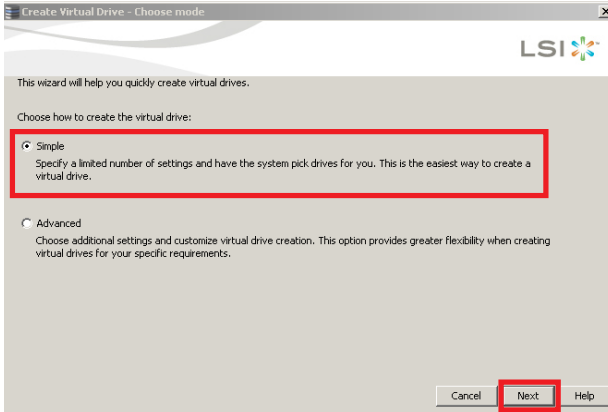 Create Virtual Drive - Choose mode
LSI
This wizard will help you quickly create virtual drives.
Choose how to create the virtual drive:
Simple
Specify a limited number of settings and have the system pick drives for you. This is the easiest way to create a
virtual drive.
Advanced
Choose additional settings and customize virtual drive creation. This option provides greater flexibility when creating
virtual drives for your specific requirements.
Cancel Next Help